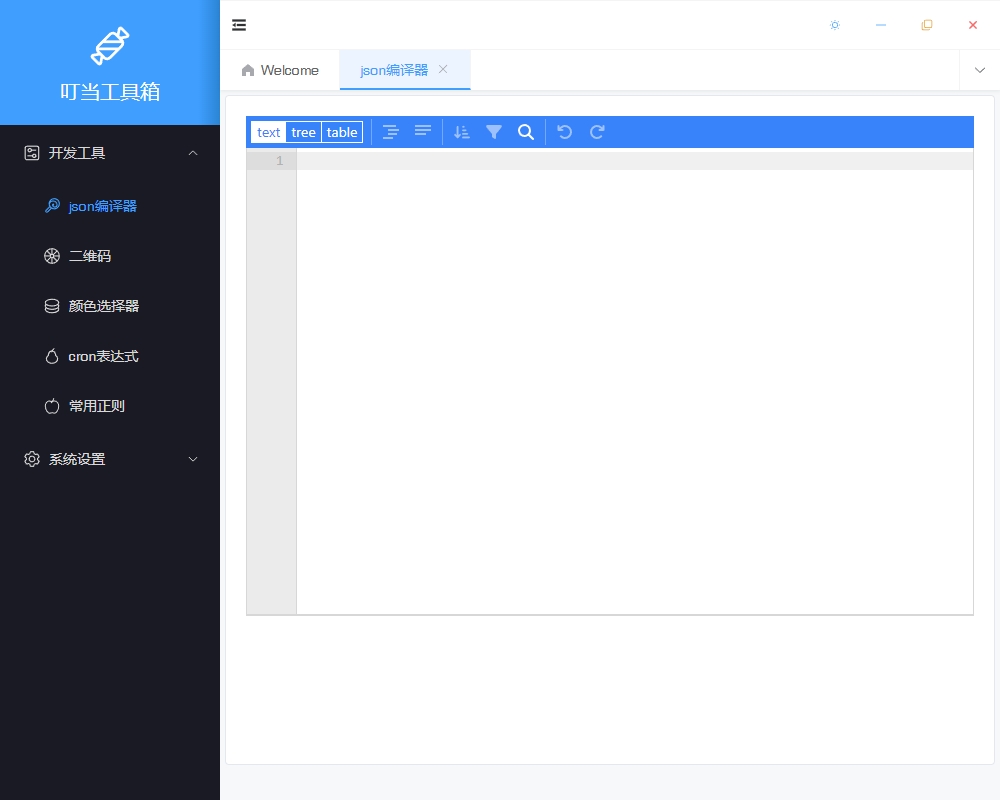 叮当工具箱
开发工具
json编译器
二维码
颜色选择器
cron表达式
常用正则
系统设置
Welcome
json编译器
text tree table
1